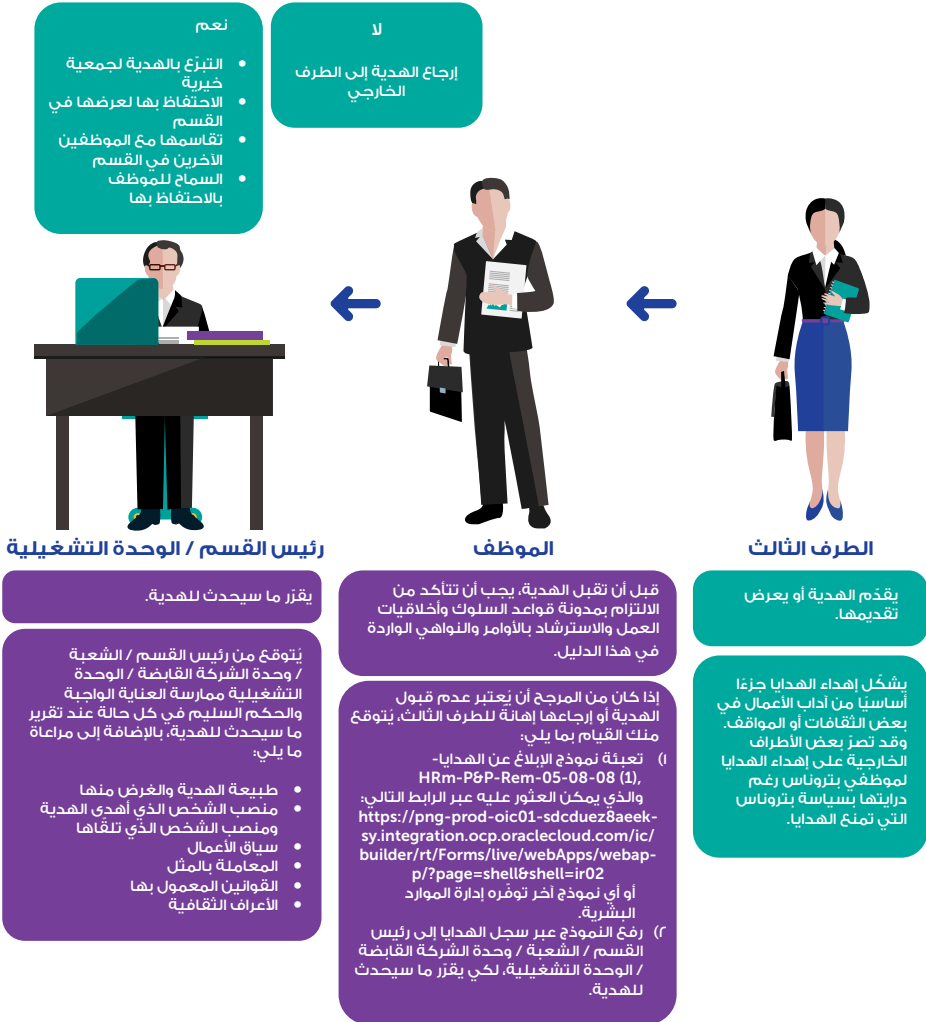 نعم
• التبرّع بالهدية لجمعية
خيرية
• الاحتفاظ بها لعرضها في
القسم
• تقاسمها مع الموظفين
الآخرين في القسم
• السماح للموظف
بالاحتفاظ بها
لا
إرجاع الهدية إلى الطرف
الخارجي
الطرف الثالث
يقدّم الهدية أو يعرض
تقديمها.
يشكّل إهداء الهدايا جزءًا
أساسيًا من آداب الأعمال في
بعض الثقافات أو المواقف.
وقد تصرّ بعض الأطراف
الخارجية على إهداء الهدايا
لموظفي بتروناس رغم
درايتها بسياسة بتروناس
التي تمنع الهدايا.
الموظف
قبل أن تقبل الهدية، يجب أن تتأكد من
الالتزام بمدونة قواعد السلوك وأخلاقيات
العمل والاسترشاد بالأوامر والنواهي الواردة
في هذا الدليل.
إذا كان من المرجح أن يُعتبر عدم قبول
الهدية أو إرجاعها إهانة للطرف الثالث، يُتوقع
منك القيام بما يلي:
١) تعبئة نموذج الإبلاغ عن الهدايا-
HRm-P&P-Rem-05-08-08 (1),
والذي يمكن العثور عليه عبر الرابط التالي:
https://png-prod-oic01-sdcduez8aeek-
sy.integration.ocp.oraclecloud.com/ic/
builder/rt/Forms/live/webApps/webap-
p/?page=shell&shell=ir02
أو أي نموذج آخر توفّره إدارة الموارد
البشرية.
٢) رفع النموذج عبر سجل الهدايا إلى رئيس
القسم / الشعبة / وحدة الشركة القابضة
/ الوحدة التشغيلية، لكي يقرّر ما سيحدث
للهدية.
رئيس القسم / الوحدة التشغيلية
يقرّر ما سيحدث للهدية.
يُتوقع من رئيس القسم / الشعبة
/ وحدة الشركة القابضة / الوحدة
التشغيلية ممارسة العناية الواجبة
والحكم السليم في كل حالة عند تقرير
ما سيحدث للهدية، بالإضافة إلى مراعاة
ما يلي:
• طبيعة الهدية والغرض منها
• منصب الشخص الذي أهدى الهدية
ومنصب الشخص الذي تلقّاها
• سياق الأعمال
• المعاملة بالمثل
• القوانين المعمول بها
• الأعراف الثقافية